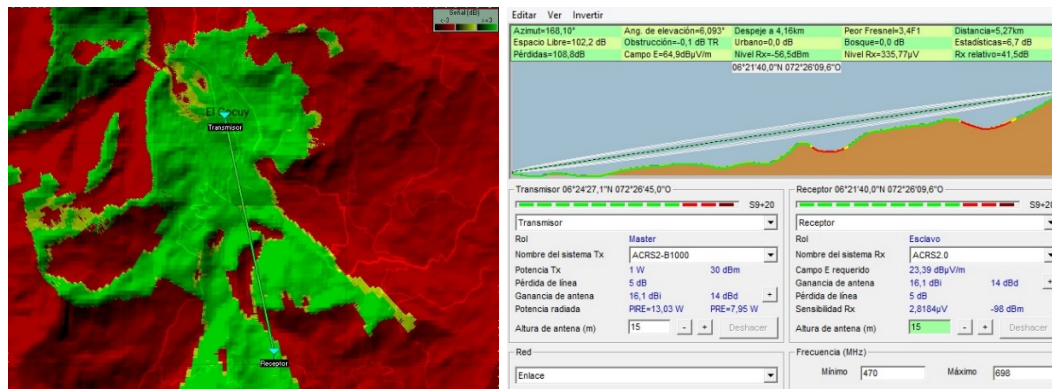 Señal (dB)
<-3 >=+3
El Cocuy
Transmisor
Receptor
Editar Ver Invertir
Azimut=168,10° Ang. de elevación=6,093° Despeje a 4,16km Peor Fresnel=3,4F1 Distancia=5,27km
Espacio Libre=102,2 dB Obstrucción=-0,1 dB TR Urbano=0,0 dB Bosque=0,0 dB Estadísticas=6,7 dB
Pérdidas=108,8dB Campo E=64,9dBµV/m Nivel Rx=-56,5dBm Nivel Rx=335,77µV Rx relativo=41,5dB
06°21'40,0"N 072°26'09,6"O
Transmisor 06°24'27,1"N 072°26'45,0"O
S9+20
Transmisor
Rol Master
Nombre del sistema Tx ACRS2-B1000
Potencia Tx 1 W 30 dBm
Pérdida de línea 5 dB
Ganancia de antena 16,1 dBi 14 dBd +
Potencia radiada PIRE=13,03 W PRE=7,95 W
Altura de antena (m) 15 - + Deshacer
Red
Enlace
Receptor 06°21'40,0"N 072°26'09,6"O
S9+20
Receptor
Rol Esclavo
Nombre del sistema Rx ACRS2.0
Campo E requerido 23,39 dBµV/m
Ganancia de antena 16,1 dBi 14 dBd +
Pérdida de línea 5 dB
Sensibilidad Rx 2,8184µV -98 dBm
Altura de antena (m) 15 - + Deshacer
Frecuencia (MHz)
Mínimo 470 Máximo 698